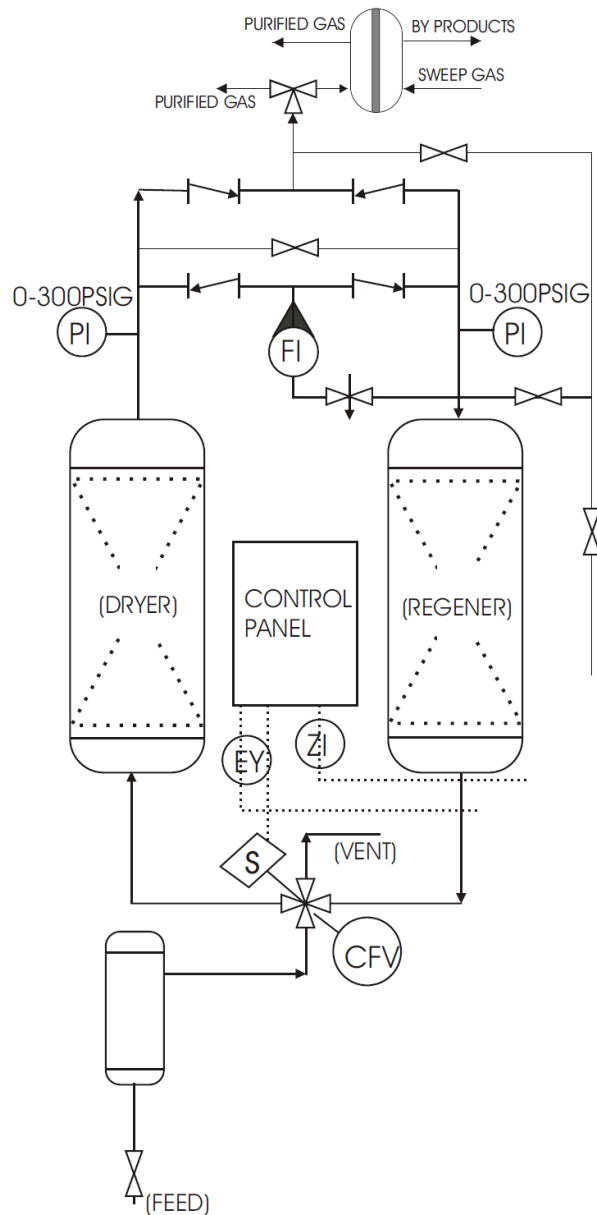 PURIFIED GAS
BY PRODUCTS
SWEEP GAS
PURIFIED GAS
0-300PSIG
0-300PSIG
PI
FI
PI
(DRYER)
CONTROL
PANEL
(REGENER)
EY
ZI
S
(VENT)
CFV
(FEED)